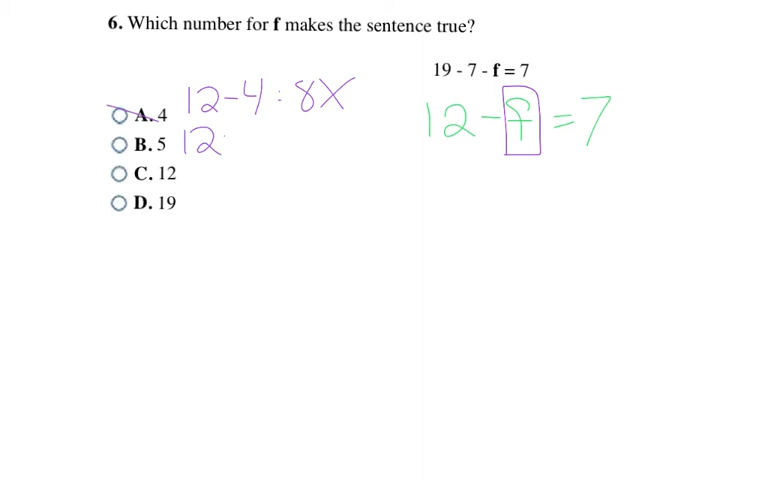 6. Which number for f makes the sentence true?
19 - 7 - f = 7
A. 4 12-4 : 8X
12 - f = 7
B. 5 12
C. 12
D. 19